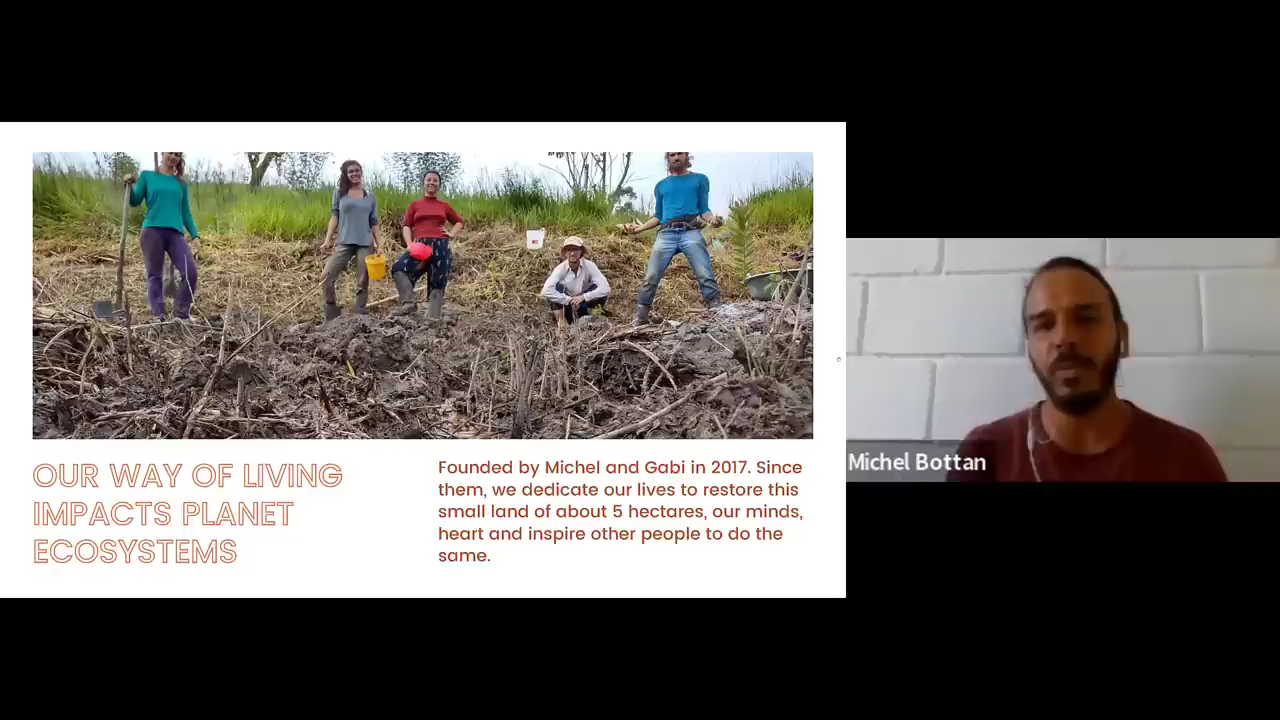 OUR WAY OF LIVING
IMPACTS PLANET
ECOSYSTEMS
Founded by Michel and Gabi in 2017. Since
them, we dedicate our lives to restore this
small land of about 5 hectares, our minds,
heart and inspire other people to do the
same.
Michel Bottan